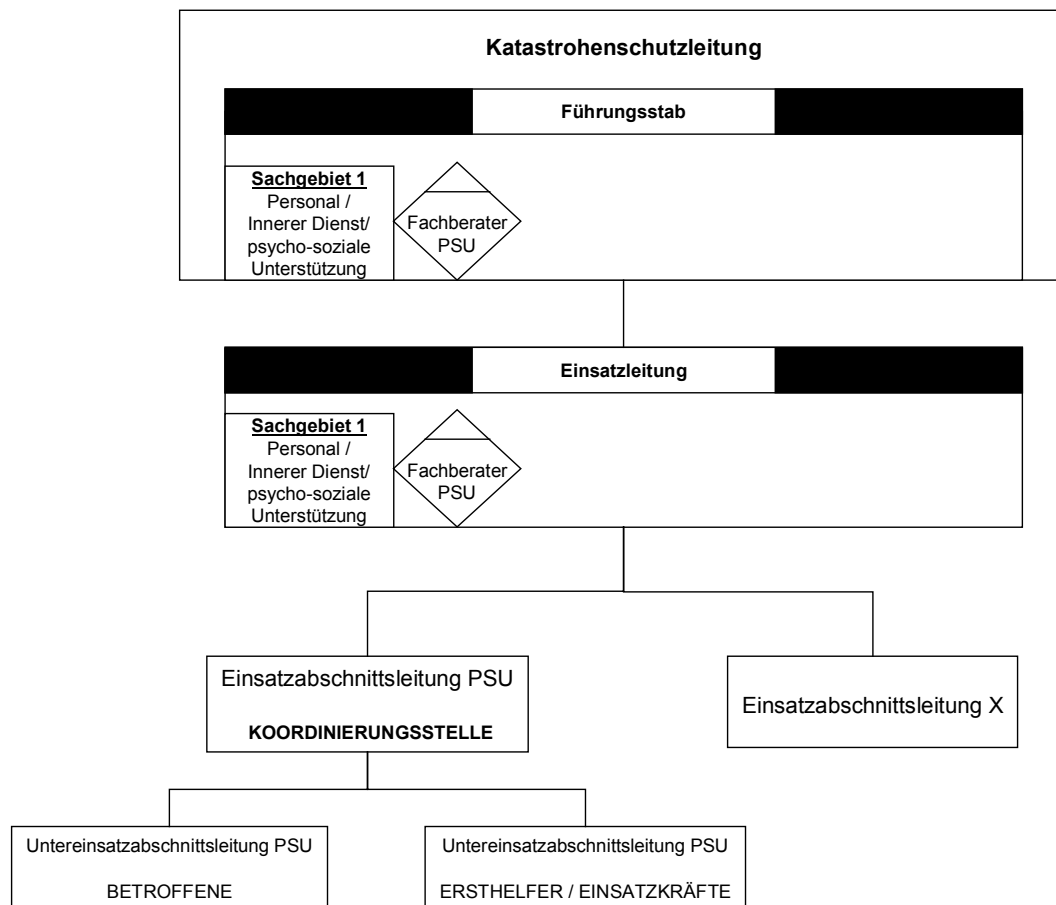 Katastrohenschutzleitung
Führungsstab
Sachgebiet 1
Personal /
Innerer Dienst/
psycho-soziale
Unterstützung
Fachberater
PSU
Einsatzleitung
Sachgebiet 1
Personal /
Innerer Dienst/
psycho-soziale
Unterstützung
Fachberater
PSU
Einsatzabschnittsleitung PSU
KOORDINIERUNGSSTELLE
Einsatzabschnittsleitung X
Untereinsatzabschnittsleitung PSU
BETROFFENE
Untereinsatzabschnittsleitung PSU
ERSTHELFER / EINSATZKRÄFTE